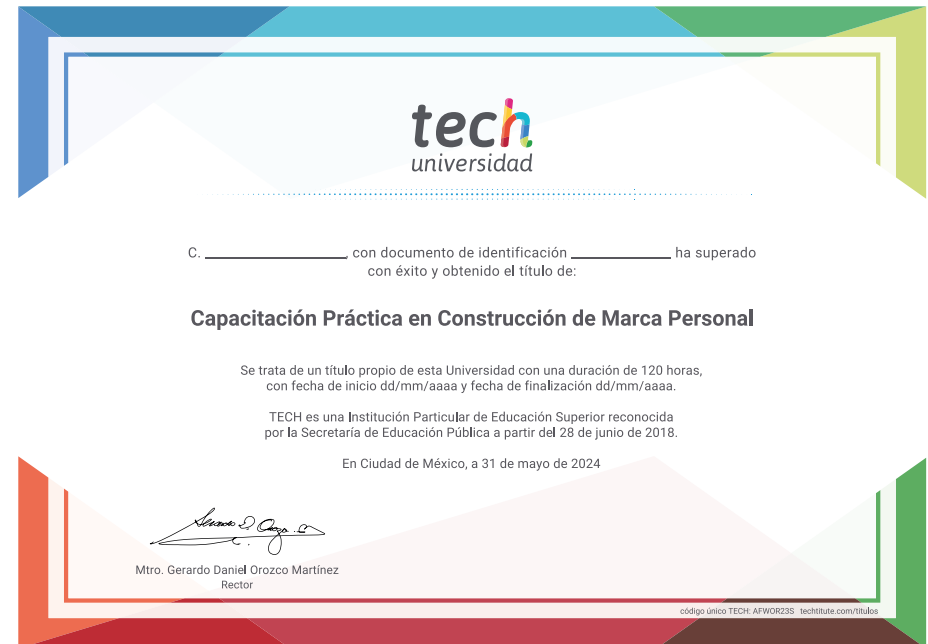 tech
universidad
C. ________________, con documento de identificación ___________ ha superado
con éxito y obtenido el título de:
Capacitación Práctica en Construcción de Marca Personal
Se trata de un título propio de esta Universidad con una duración de 120 horas,
con fecha de inicio dd/mm/aaaa y fecha de finalización dd/mm/aaaa.
TECH es una Institución Particular de Educación Superior reconocida
por la Secretaría de Educación Pública a partir del 28 de junio de 2018.
En Ciudad de México, a 31 de mayo de 2024
Mtro. Gerardo Daniel Orozco Martínez
Rector
código único TECH: AFWOR23S techtitute.com/titulos